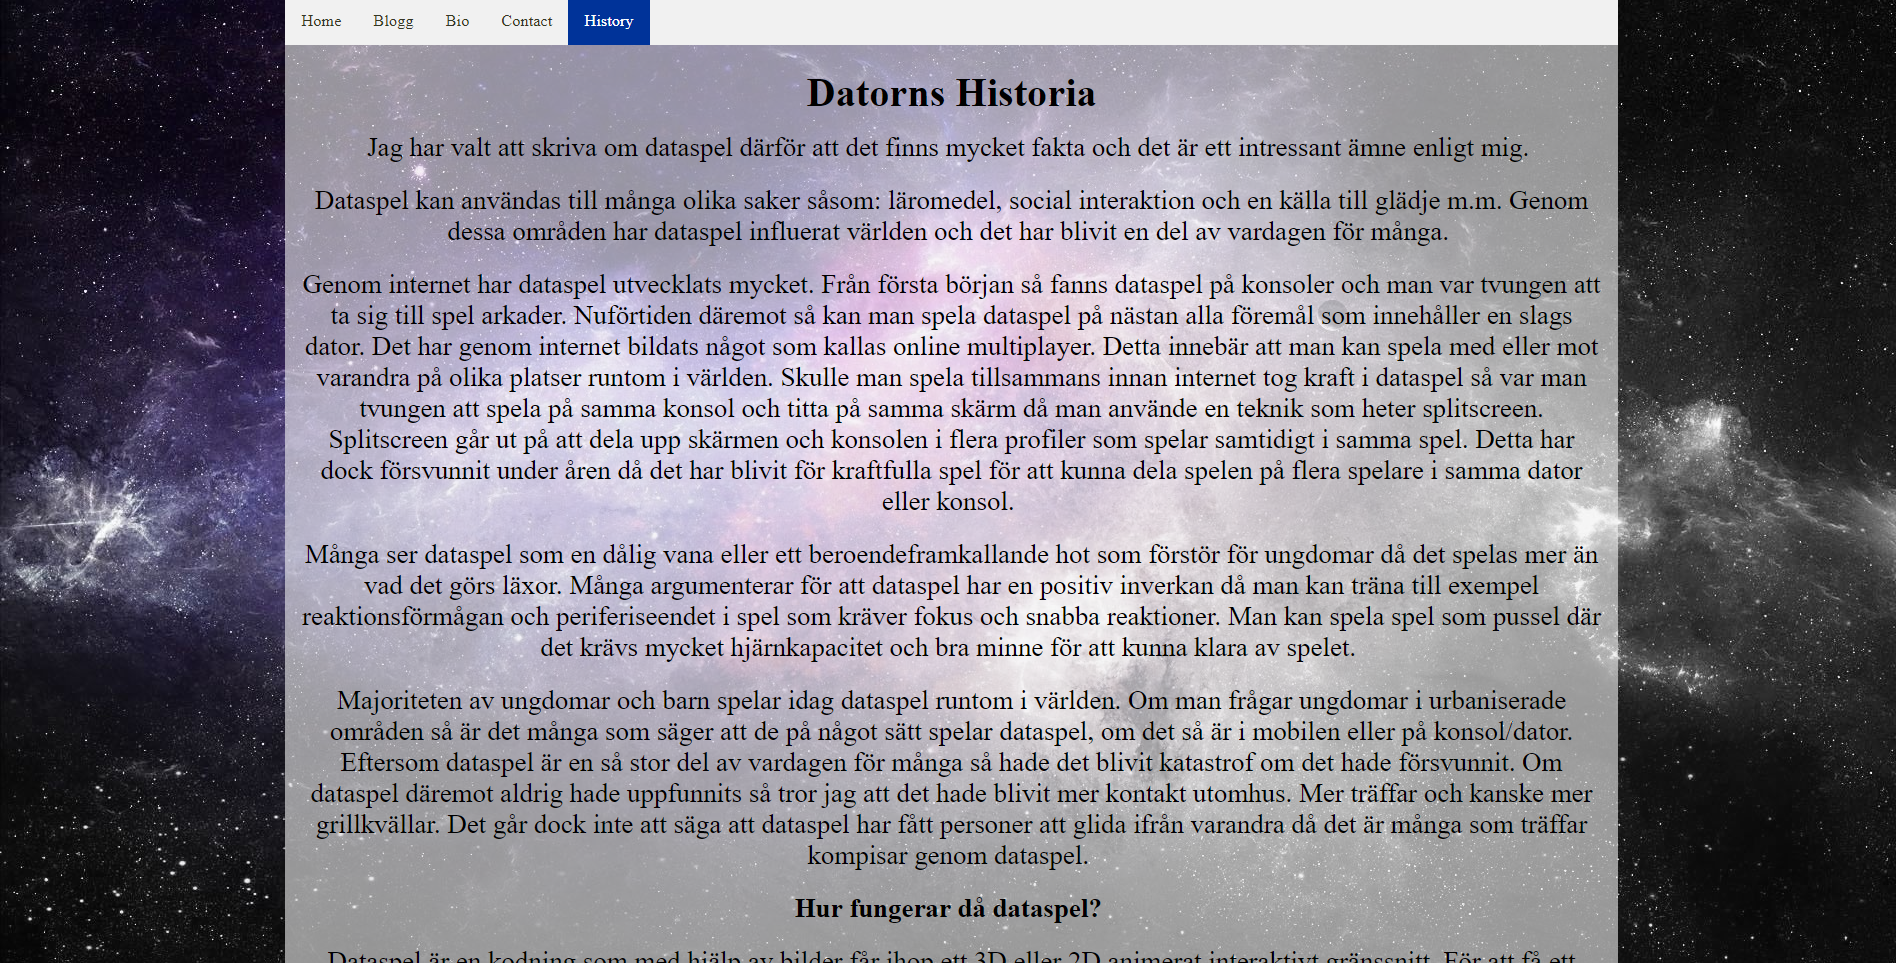 Home Blogg Bio Contact History
Datorns Historia
Jag har valt att skriva om dataspel därför att det finns mycket fakta och det är ett intressant ämne enligt mig.
Dataspel kan användas till många olika saker såsom: läromedel, social interaktion och en källa till glädje m.m. Genom
dessa områden har dataspel influerat världen och det har blivit en del av vardagen för många.
Genom internet har dataspel utvecklats mycket. Från första början så fanns dataspel på konsoler och man var tvungen att
ta sig till spel arkader. Nuförtiden däremot så kan man spela dataspel på nästan alla föremål som innehåller en slags
dator. Det har genom internet bildats något som kallas online multiplayer. Detta innebär att man kan spela med eller mot
varandra på olika platser runtom i världen. Skulle man spela tillsammans innan internet tog kraft i dataspel så var man
tvungen att spela på samma konsol och titta på samma skärm då man använde en teknik som heter splitscreen.
Splitscreen går ut på att dela upp skärmen och konsolen i flera profiler som spelar samtidigt i samma spel. Detta har
dock försvunnit under åren då det har blivit för kraftfulla spel för att kunna dela spelen på flera spelare i samma dator
eller konsol.
Många ser dataspel som en dålig vana eller ett beroendeframkallande hot som förstör för ungdomar då det spelas mer än
vad det görs läxor. Många argumenterar för att dataspel har en positiv inverkan då man kan träna till exempel
reaktionsförmågan och periferiseendet i spel som kräver fokus och snabba reaktioner. Man kan spela spel som pussel där
det krävs mycket hjärnkapacitet och bra minne för att kunna klara av spelet.
Majoriteten av ungdomar och barn spelar idag dataspel runtom i världen. Om man frågar ungdomar i urbaniserade
områden så är det många som säger att de på något sätt spelar dataspel, om det så är i mobilen eller på konsol/dator.
Eftersom dataspel är en så stor del av vardagen för många så hade det blivit katastrof om det hade försvunnit. Om
dataspel däremot aldrig hade uppfunnits så tror jag att det hade blivit mer kontakt utomhus. Mer träffar och kanske mer
grillkvällar. Det går dock inte att säga att dataspel har fått personer att glida ifrån varandra då det är många som träffar
kompisar genom dataspel.
Hur fungerar då dataspel?
Dataspel är en kodning som med hjälp av bilder får ihop ett 3D eller 2D animerat interaktivt gränssnitt. För att få ett